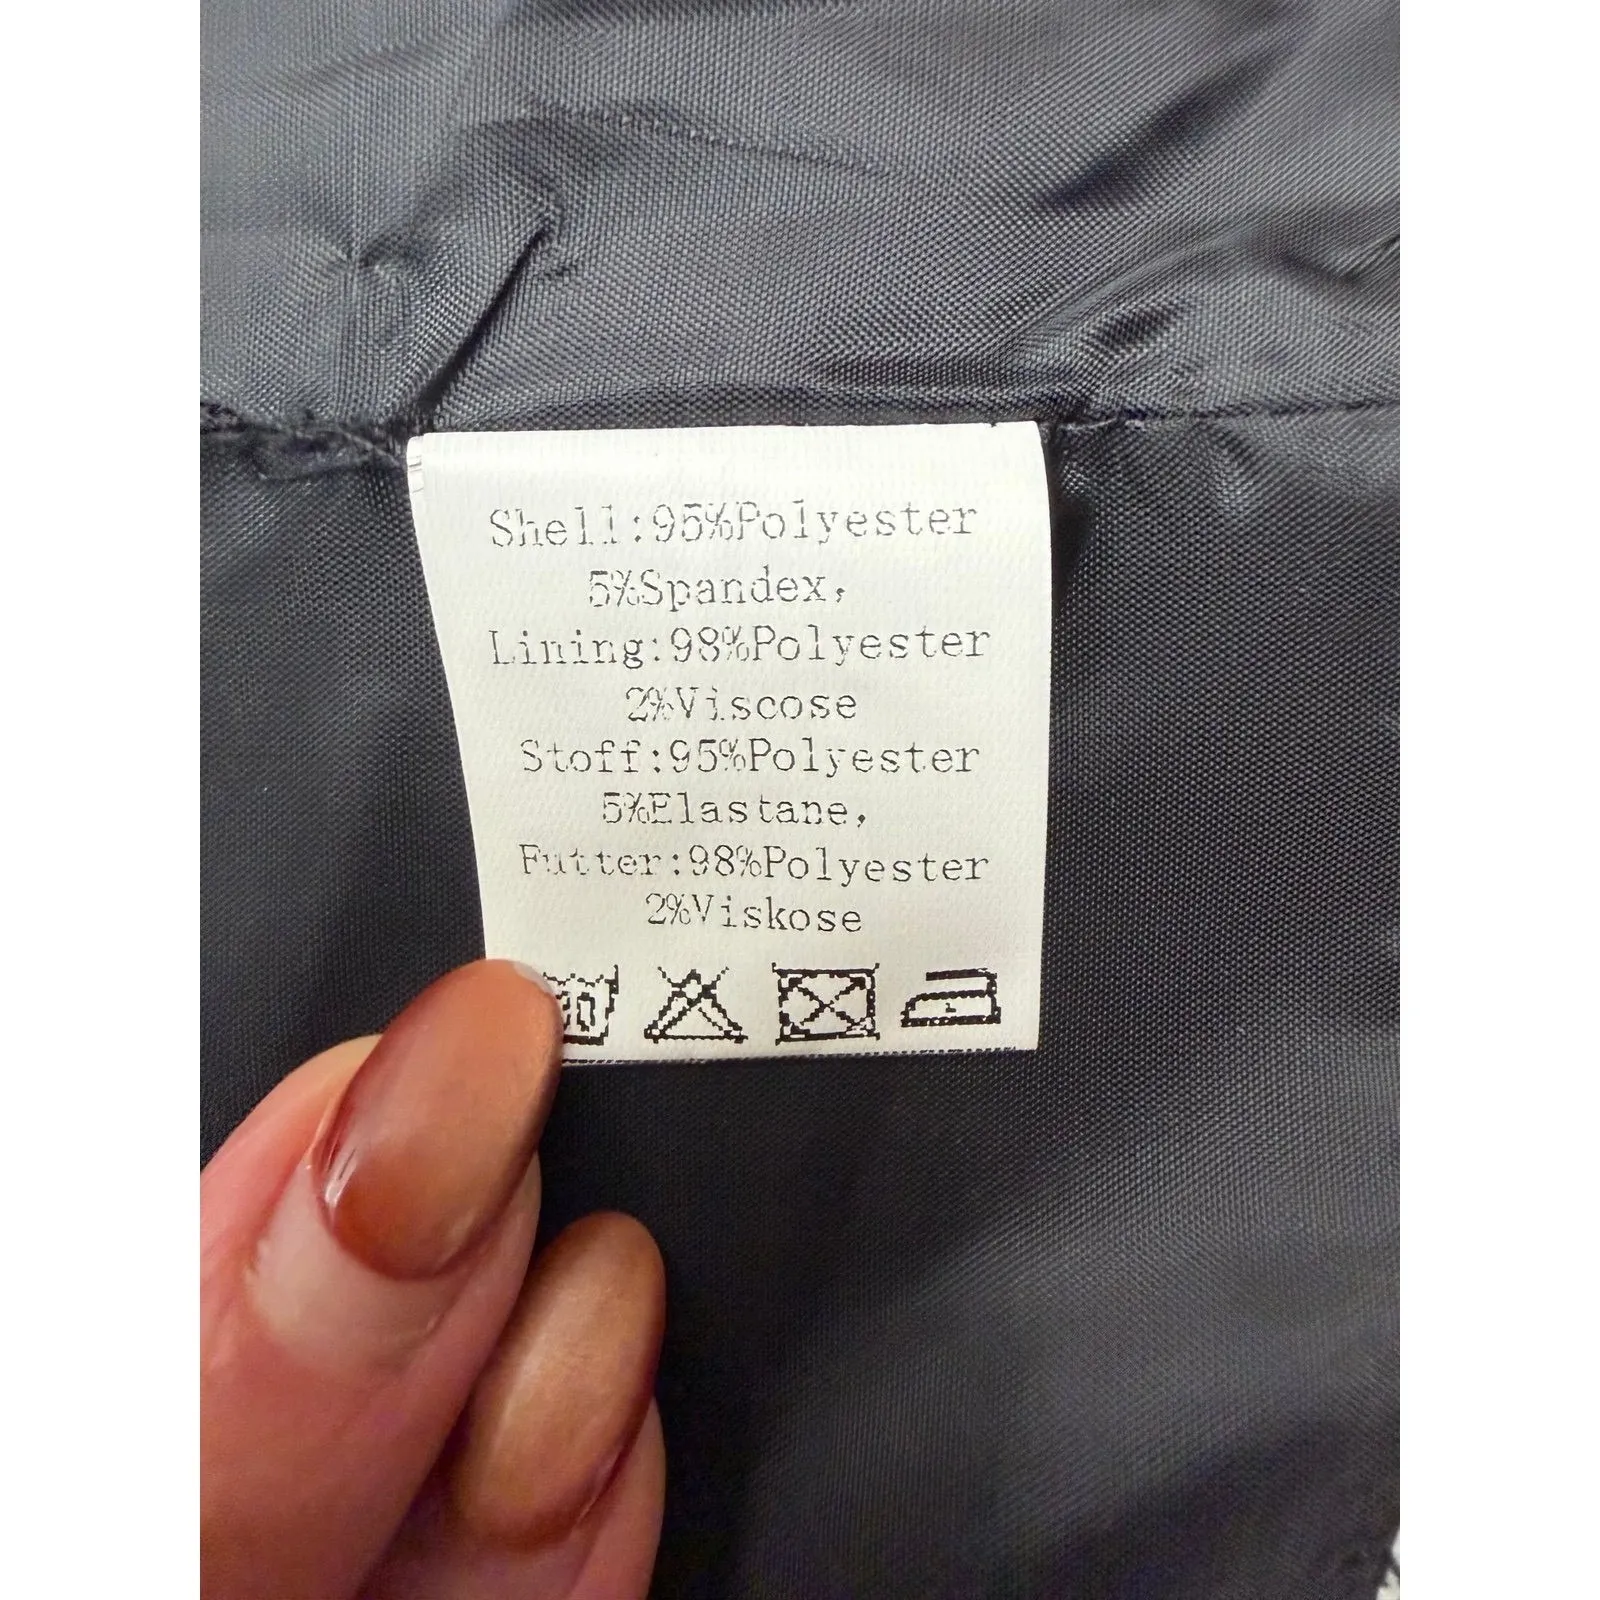 Shell:95%Polyester
5%Spandex,
Lining:98%Polyester
2%Viscose
Stoff:95%Polyester
5%Elastane,
Futter:98%Polyester
2%Viskose